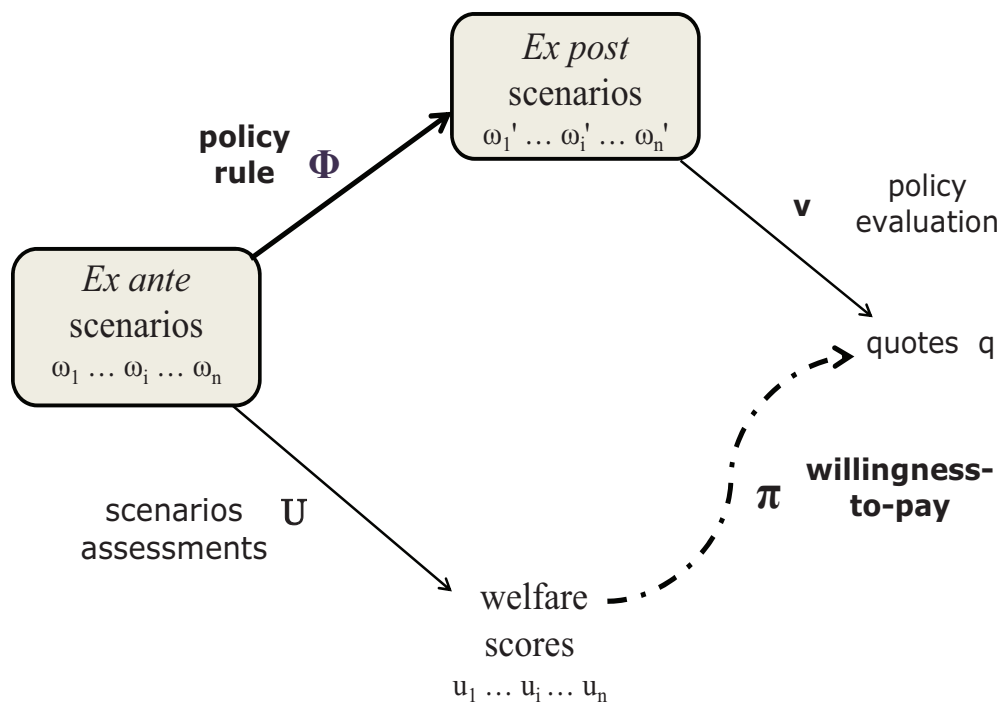 Ex post
scenarios
ω₁' … ωᵢ' … ωₙ'
policy
rule Φ
v
policy
evaluation
Ex ante
scenarios
ω₁ … ωᵢ … ωₙ
quotes q
scenarios U
assessments
π willingness-
to-pay
welfare
scores
u₁ … uᵢ … uₙ